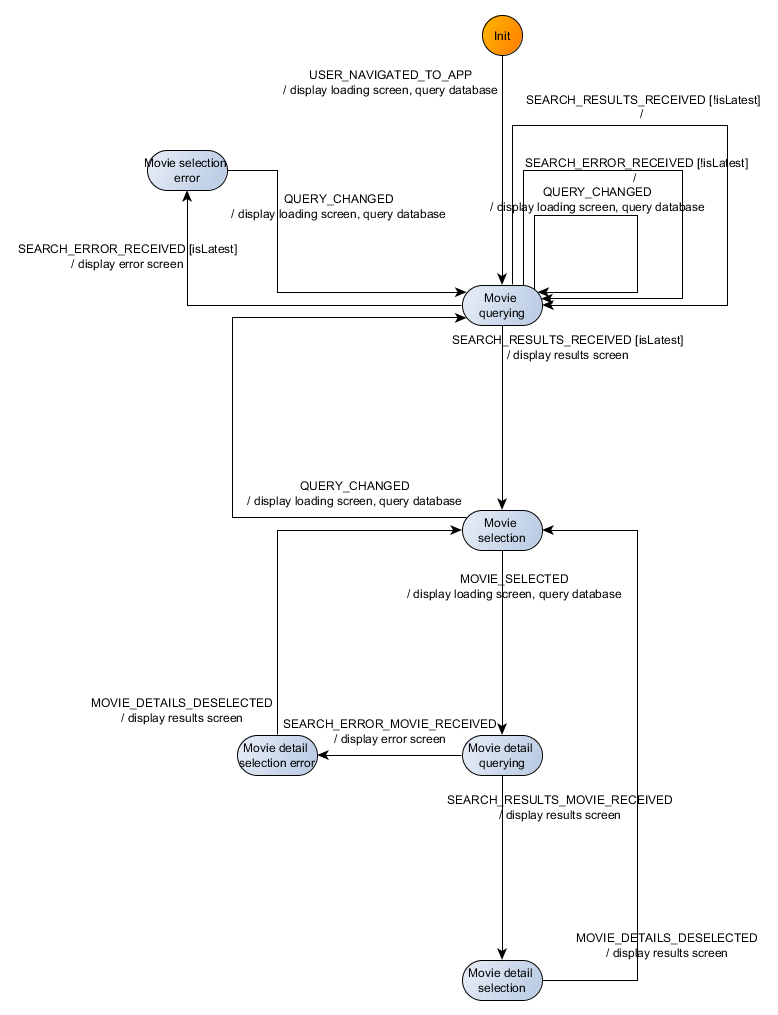 Init
USER_NAVIGATED_TO_APP
/ display loading screen, query database
SEARCH_RESULTS_RECEIVED [!isLatest]
/
Movie selection
error
SEARCH_ERROR_RECEIVED [!isLatest]
/
QUERY_CHANGED
/ display loading screen, query database
QUERY_CHANGED
/ display loading screen, query database
SEARCH_ERROR_RECEIVED [isLatest]
/ display error screen
Movie
querying
SEARCH_RESULTS_RECEIVED [isLatest]
/ display results screen
QUERY_CHANGED
/ display loading screen, query database
Movie
selection
MOVIE_SELECTED
/ display loading screen, query database
MOVIE_DETAILS_DESELECTED
/ display results screen
SEARCH_ERROR_MOVIE_RECEIVED
/ display error screen
Movie detail
selection error
Movie detail
querying
SEARCH_RESULTS_MOVIE_RECEIVED
/ display results screen
MOVIE_DETAILS_DESELECTED
/ display results screen
Movie detail
selection